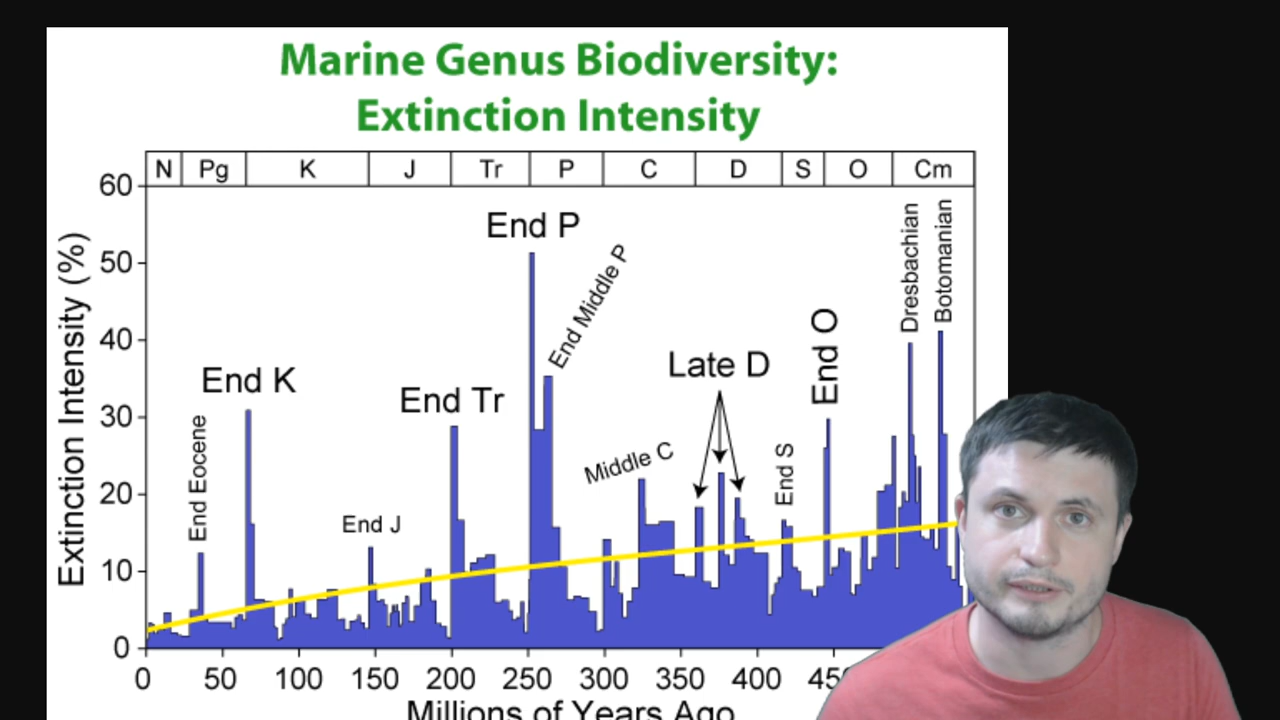 Marine Genus Biodiversity:
Extinction Intensity
N Pg K J Tr P C D S O Cm
60
50
40
30
20
10
0
Extinction Intensity (%)
End Eocene
End K
End J
End Tr
End P
End Middle P
Middle C
Late D
End S
End O
Dresbachian
Botomanian
0 50 100 150 200 250 300 350 400
Millions of Years Ago